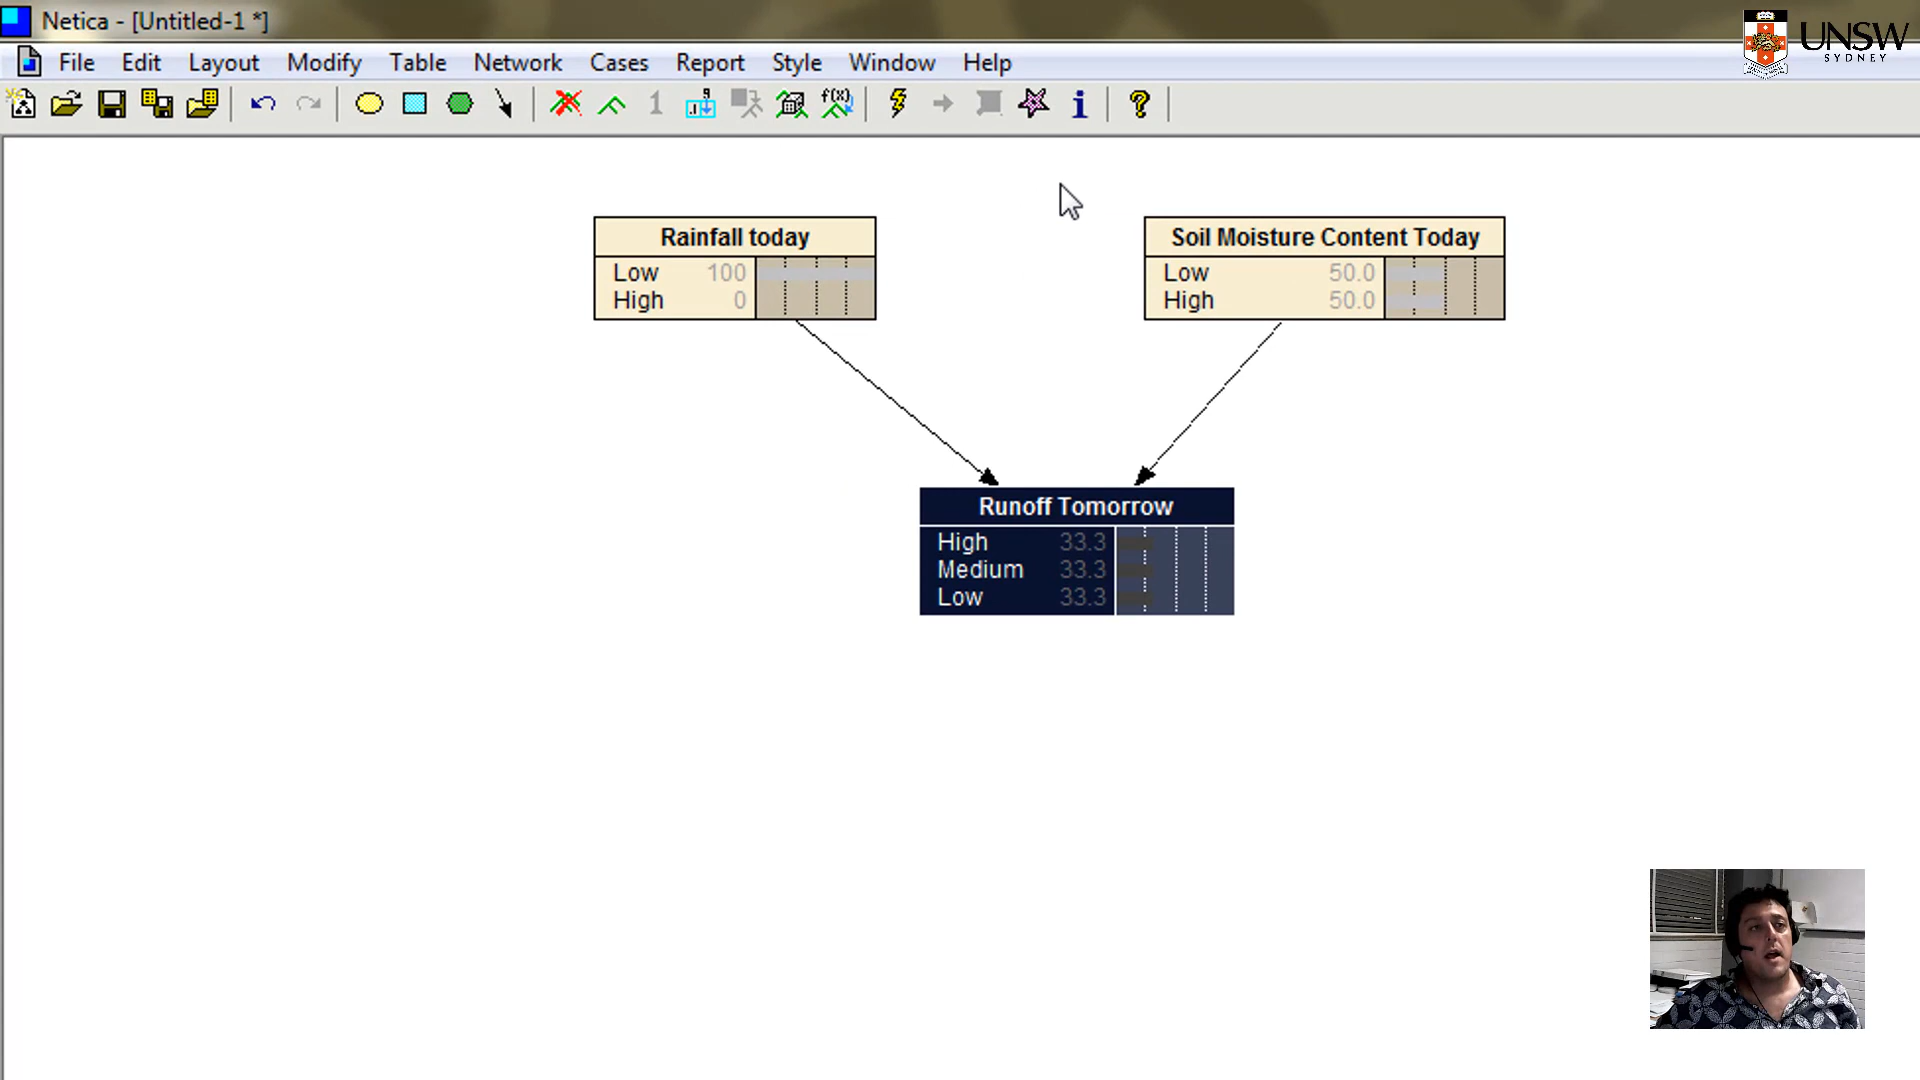 Netica - [Untitled-1 *]
UNSW
SYDNEY
File Edit Layout Modify Table Network Cases Report Style Window Help
1 f(x) i ?
Rainfall today
Low 100
High 0
Soil Moisture Content Today
Low 50.0
High 50.0
Runoff Tomorrow
High 33.3
Medium 33.3
Low 33.3